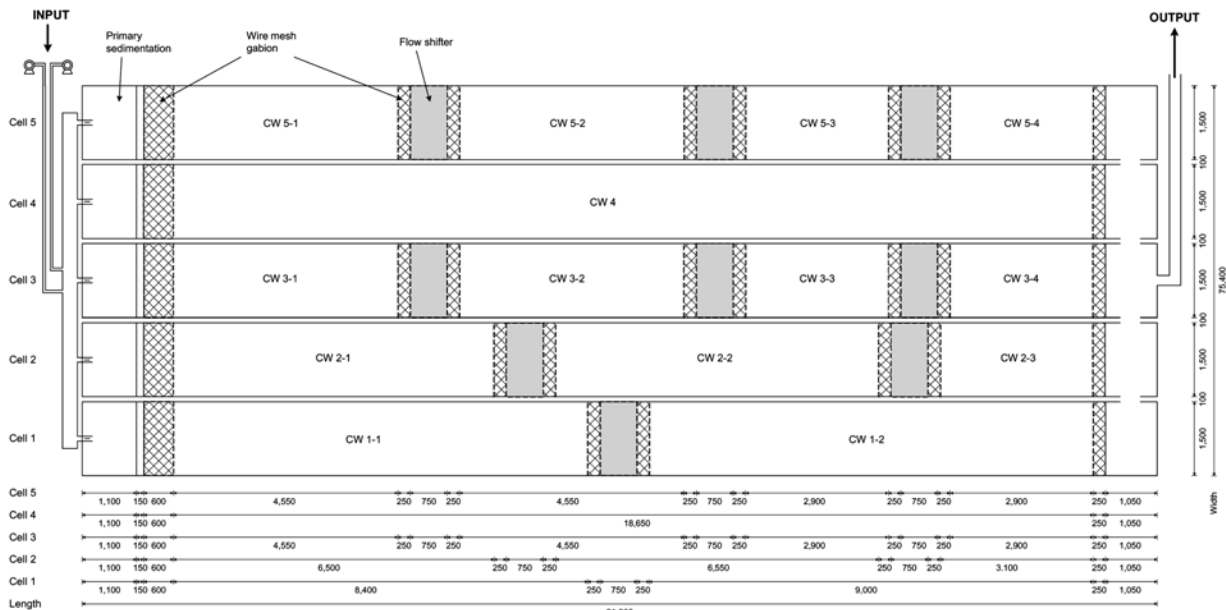 INPUT
OUTPUT
Primary sedimentation
Wire mesh gabion
Flow shifter
Cell 5
CW 5-1
CW 5-2
CW 5-3
CW 5-4
1,500
100
Cell 4
CW 4
1,500
100
Cell 3
CW 3-1
CW 3-2
CW 3-3
CW 3-4
1,500
75,400
100
Cell 2
CW 2-1
CW 2-2
CW 2-3
1,500
100
Cell 1
CW 1-1
CW 1-2
1,500
Width
Cell 5
1,100 150 600 4,550 250 750 250 4,550 250 750 250 2,900 250 750 250 2,900 250 1,050
Cell 4
1,100 150 600 18,650 250 1,050
Cell 3
1,100 150 600 4,550 250 750 250 4,550 250 750 250 2,900 250 750 250 2,900 250 1,050
Cell 2
1,100 150 600 6,500 250 750 250 6,550 250 750 250 3.100 250 1,050
Cell 1
1,100 150 600 8,400 250 750 250 9,000 250 1,050
Length